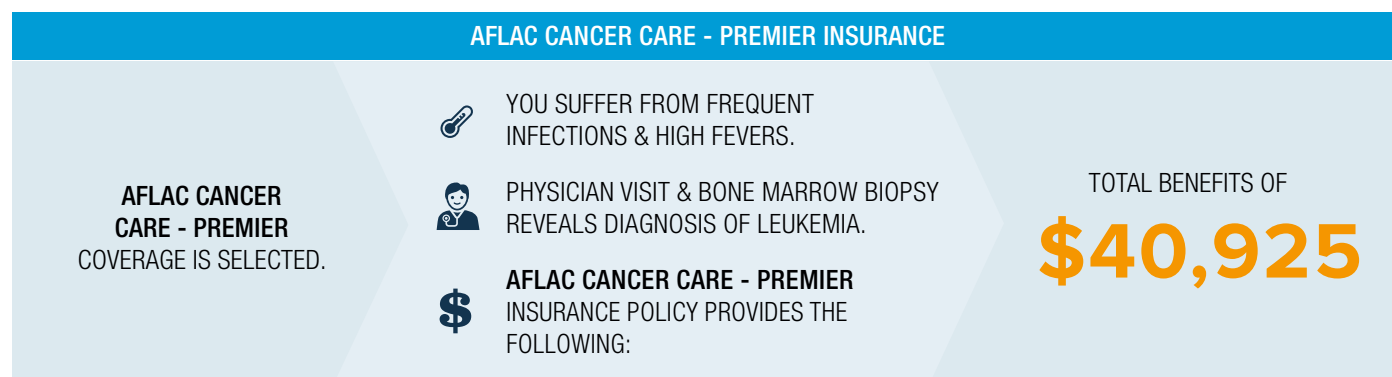 AFLAC CANCER CARE - PREMIER INSURANCE
AFLAC CANCER
CARE - PREMIER
COVERAGE IS SELECTED.
YOU SUFFER FROM FREQUENT
INFECTIONS & HIGH FEVERS.
PHYSICIAN VISIT & BONE MARROW BIOPSY
REVEALS DIAGNOSIS OF LEUKEMIA.
AFLAC CANCER CARE - PREMIER
INSURANCE POLICY PROVIDES THE
FOLLOWING:
TOTAL BENEFITS OF
$40,925